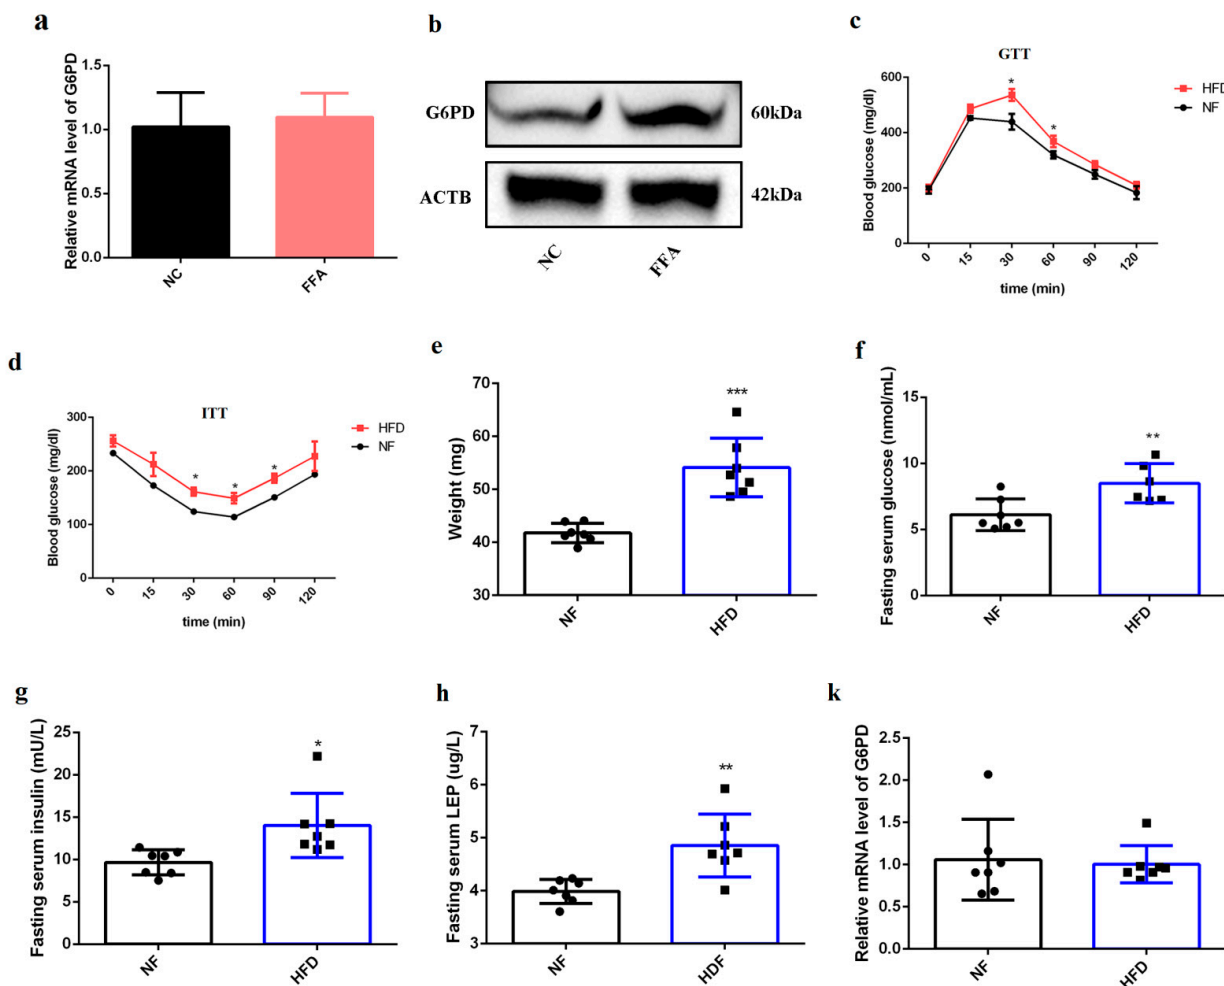 a
Relative mRNA level of G6PD
1.5
1.0
0.5
0.0
NC
FFA
b
G6PD
60kDa
ACTB
42kDa
NC
FFA
c
GTT
Blood glucose (mg/dl)
600
400
200
0
*
*
HFD
NF
0
15
30
60
90
120
time (min)
d
ITT
Blood glucose (mg/dl)
300
200
100
0
*
*
*
HFD
NF
0
15
30
60
90
120
time (min)
e
Weight (mg)
70
60
50
40
30
***
NF
HFD
f
Fasting serum glucose (nmol/mL)
15
10
5
0
**
NF
HFD
g
Fasting serum insulin (mU/L)
25
20
15
10
5
0
*
NF
HFD
h
Fasting serum LEP (ug/L)
7
6
5
4
3
**
NF
HDF
k
Relative mRNA level of G6PD
2.5
2.0
1.5
1.0
0.5
0.0
NF
HFD